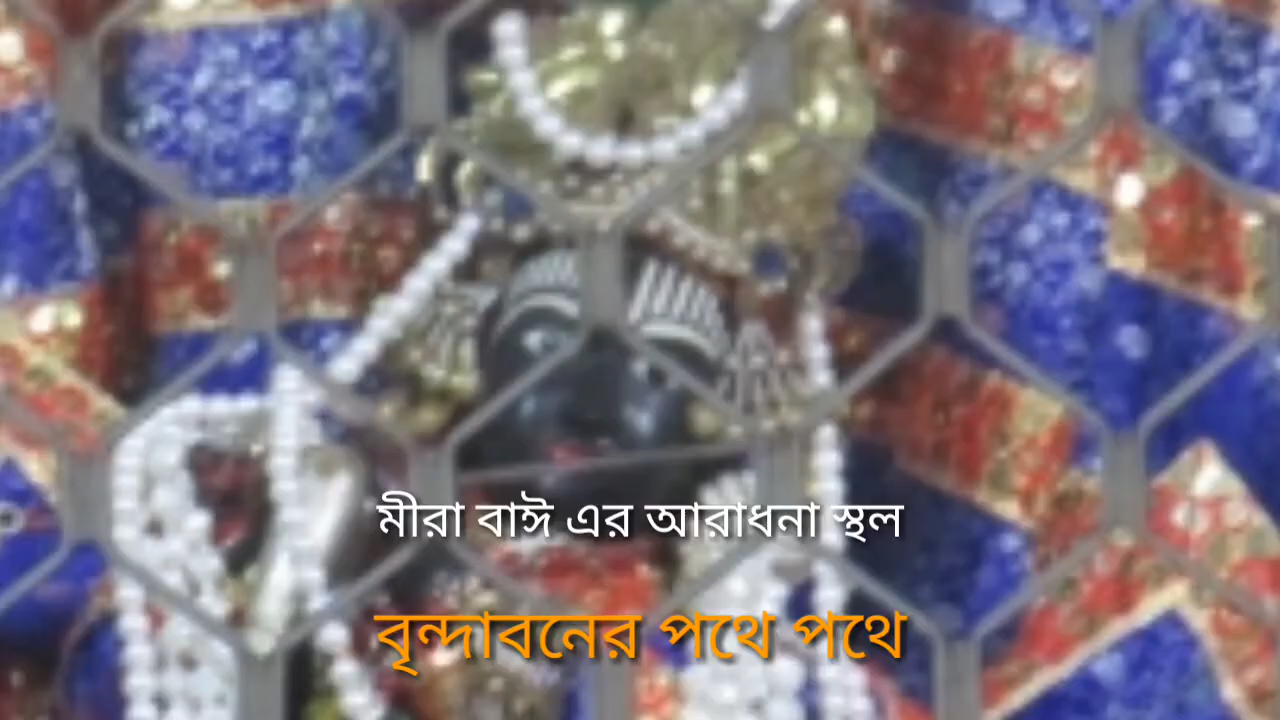 মীরা বাঈ এর আরাধনা স্থল
বৃন্দাবনের পথে পথে